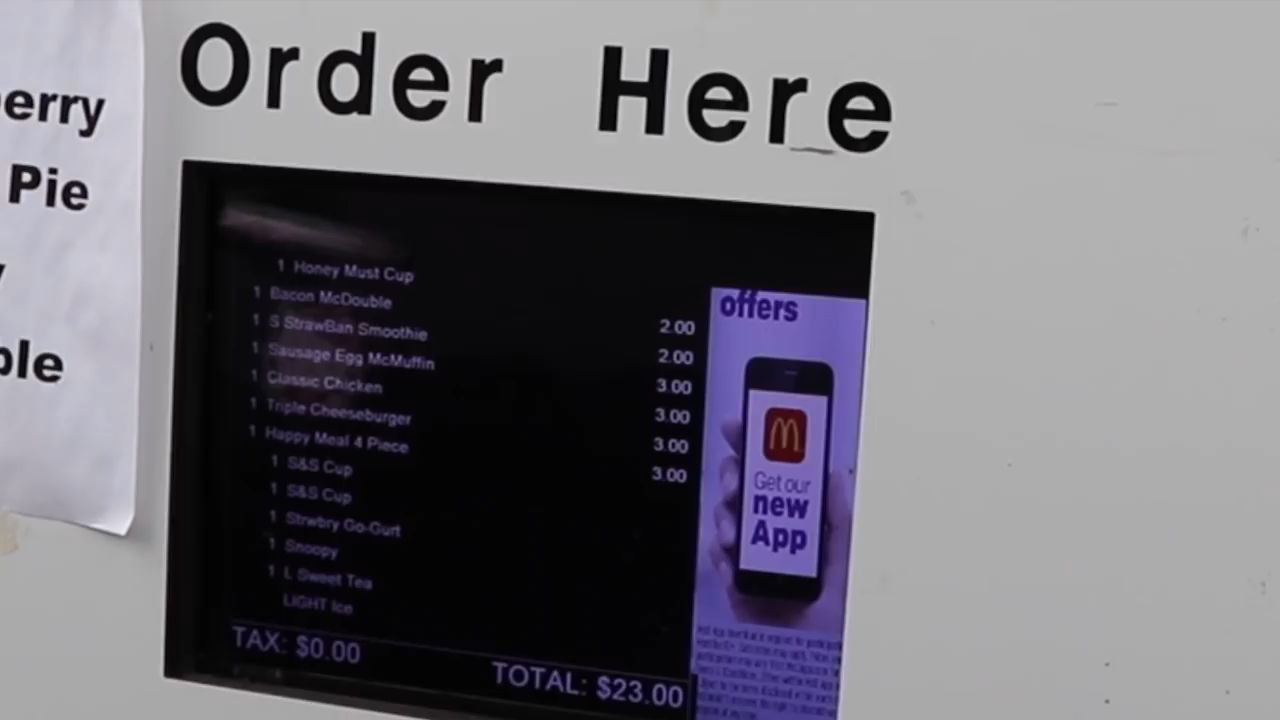 Order Here
erry
Pie
ble
1 Honey Must Cup
1 Bacon McDouble 2.00
1 S StrawBan Smoothie 2.00
1 Sausage Egg McMuffin 3.00
1 Classic Chicken 3.00
1 Triple Cheeseburger 3.00
1 Happy Meal 4 Piece 3.00
1 S&S Cup
1 S&S Cup
1 Strwbry Go-Gurt
1 Snoopy
1 L Sweet Tea
LIGHT Ice
TAX: $0.00
TOTAL: $23.00
offers
Get our
new
App